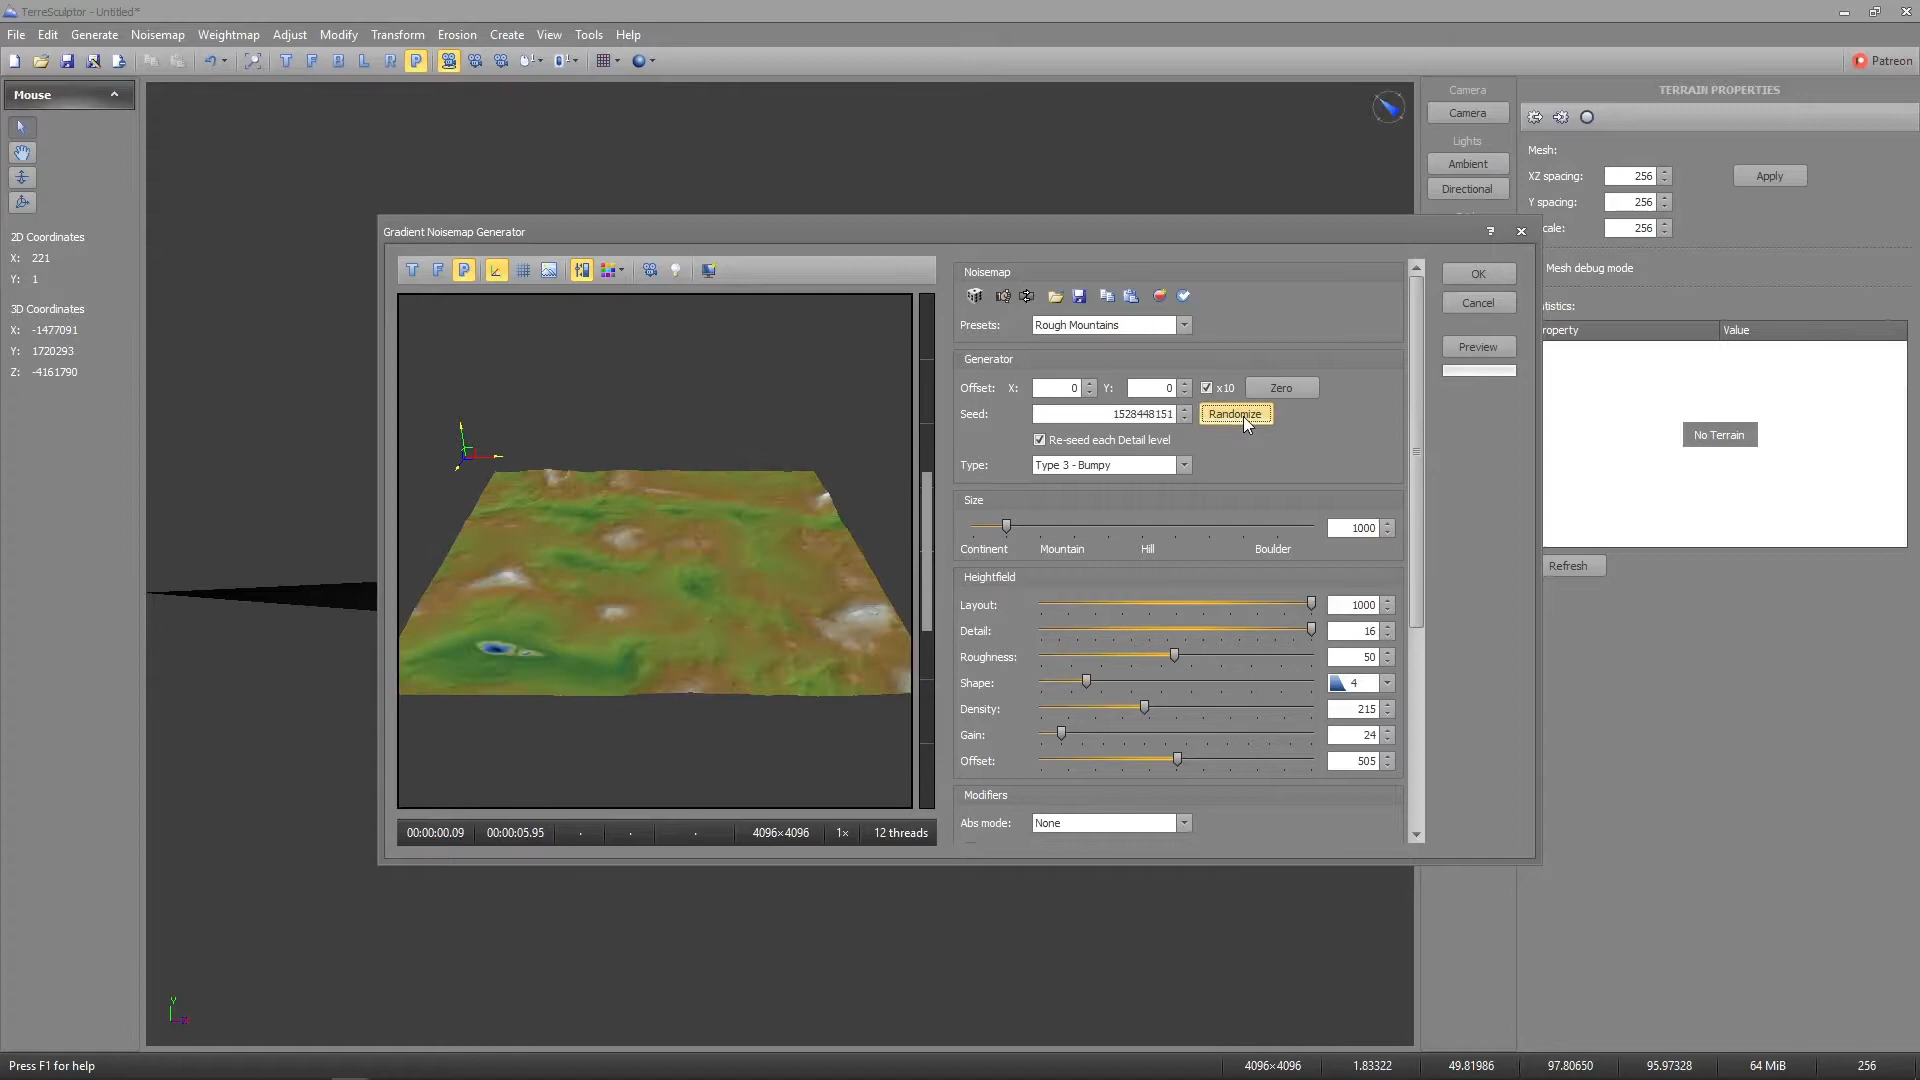 TerreSculptor - Untitled*
File Edit Generate Noisemap Weightmap Adjust Modify Transform Erosion Create View Tools Help
T F B L R P Patreon
Mouse
2D Coordinates
X: 221
Y: 1
3D Coordinates
X: -1477091
Y: 1720293
Z: -4161790
Camera
Camera
Lights
Ambient
Directional
TERRAIN PROPERTIES
Mesh:
XZ spacing: 256 Apply
Y spacing: 256
cale: 256
Mesh debug mode
tistics:
roperty Value
No Terrain
Refresh
Gradient Noisemap Generator ?
T F P
Noisemap
Presets: Rough Mountains
Generator
Offset: X: 0 Y: 0 x10 Zero
Seed: 1528448151 Randomize
Re-seed each Detail level
Type: Type 3 - Bumpy
Size
1000
Continent Mountain Hill Boulder
Heightfield
Layout: 1000
Detail: 16
Roughness: 50
Shape: 4
Density: 215
Gain: 24
Offset: 505
Modifiers
Abs mode: None
OK
Cancel
Preview
00:00:00.09 00:00:05.95 . . . 4096×4096 1× 12 threads
Y
Press F1 for help 4096×4096 1.83322 49.81986 97.80650 95.97328 64 MiB 256